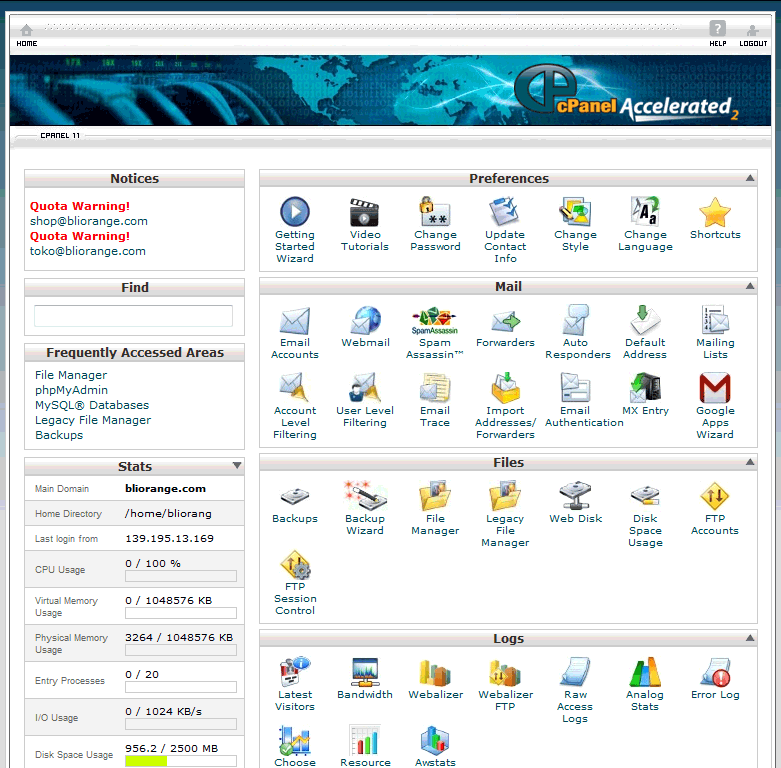 HOME
HELP
LOGOUT
cPanel Accelerated 2
CPANEL 11
Notices
Quota Warning!
shop@bliorange.com
Quota Warning!
toko@bliorange.com
Find
Frequently Accessed Areas
File Manager
phpMyAdmin
MySQL® Databases
Legacy File Manager
Backups
Stats
Main Domain
bliorange.com
Home Directory
/home/bliorang
Last login from
139.195.13.169
CPU Usage
0 / 100 %
Virtual Memory
Usage
0 / 1048576 KB
Physical Memory
Usage
3264 / 1048576 KB
Entry Processes
0 / 20
I/O Usage
0 / 1024 KB/s
Disk Space Usage
956.2 / 2500 MB
Preferences
Getting
Started
Wizard
Video
Tutorials
Change
Password
Update
Contact
Info
Change
Style
Change
Language
Shortcuts
Mail
Email
Accounts
Webmail
SpamAssassin
Spam
Assassin™
Forwarders
Auto
Responders
Default
Address
Mailing
Lists
Account
Level
Filtering
User Level
Filtering
Email
Trace
Import
Addresses/
Forwarders
Email
Authentication
MX Entry
Google
Apps
Wizard
Files
Backups
Backup
Wizard
File
Manager
Legacy
File
Manager
Web Disk
Disk
Space
Usage
FTP
Accounts
FTP
Session
Control
Logs
Latest
Visitors
Bandwidth
Webalizer
Webalizer
FTP
Raw
Access
Logs
Analog
Stats
Error Log
Choose
Resource
Awstats